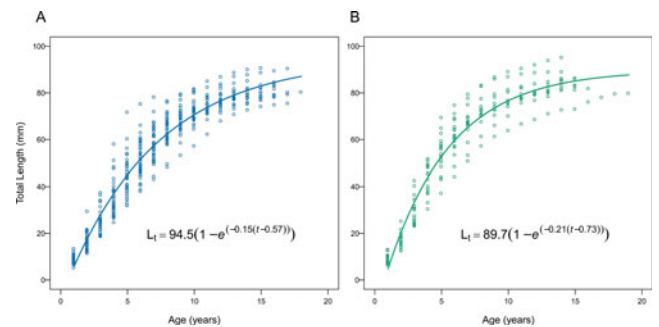 A
B
100
80
60
40
20
0
Total Length (mm)
Lt = 94.5(1−e(−0.15(t−0.57)))
0 5 10 15 20
Age (years)
100
80
60
40
20
0
Lt = 89.7(1−e(−0.21(t−0.73)))
0 5 10 15 20
Age (years)